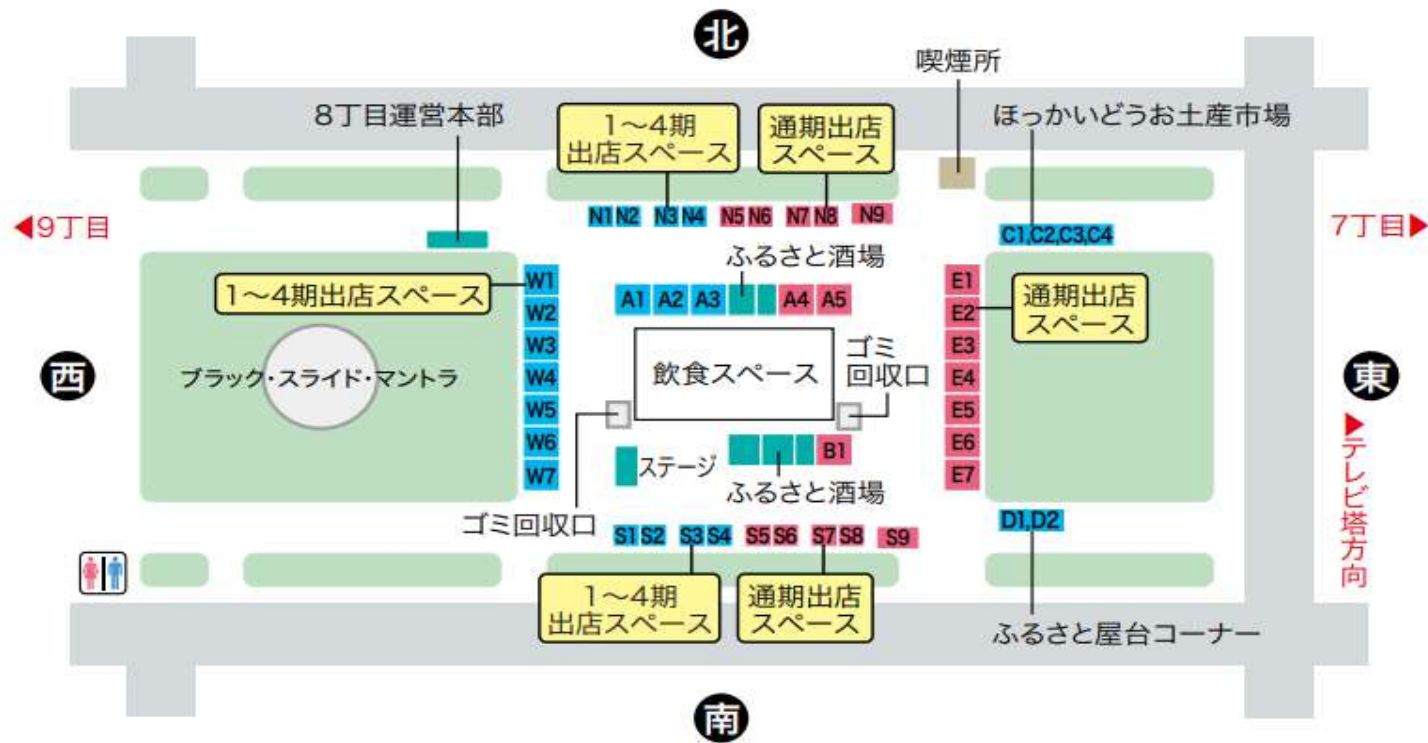 北
喫煙所
8丁目運営本部
1〜4期
出店スペース
通期出店
スペース
ほっかいどうお土産市場
◀9丁目
7丁目▶
N1 N2 N3 N4 N5 N6 N7 N8 N9
C1,C2,C3,C4
ふるさと酒場
1〜4期出店スペース
W1
W2
W3
W4
W5
W6
W7
A1 A2 A3 A4 A5
E1
E2
E3
E4
E5
E6
E7
通期出店
スペース
西
ブラック・スライド・マントラ
飲食スペース
ゴミ
回収口
東
▶テレビ塔方向
B1
ステージ
ふるさと酒場
ゴミ回収口
S1 S2 S3 S4 S5 S6 S7 S8 S9
D1,D2
1〜4期
出店スペース
通期出店
スペース
ふるさと屋台コーナー
南